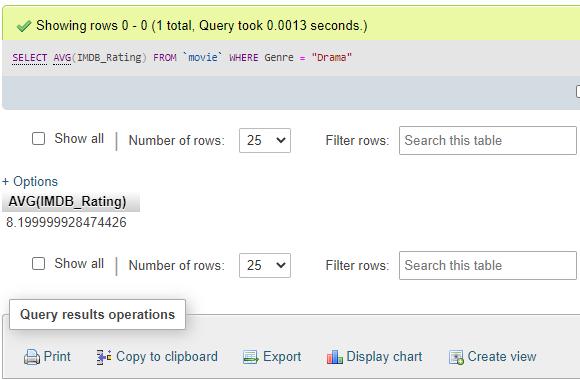 Showing rows 0 - 0 (1 total, Query took 0.0013 seconds.)
SELECT AVG(IMDB_Rating) FROM `movie` WHERE Genre = "Drama"
Show all Number of rows: 25 Filter rows: Search this table
+ Options
AVG(IMDB_Rating)
8.199999928474426
Show all Number of rows: 25 Filter rows: Search this table
Query results operations
Print Copy to clipboard Export Display chart Create view